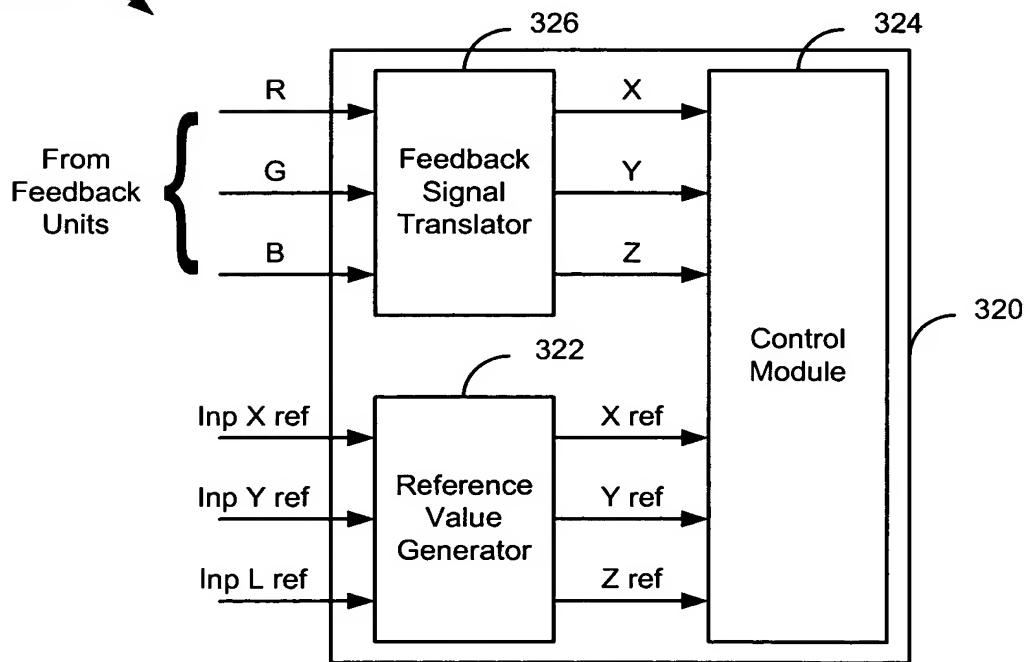 326
324
R
X
From
Feedback
Units
G
Feedback
Signal
Translator
Y
B
Z
320
Control
Module
322
Inp X ref
X ref
Inp Y ref
Reference
Value
Generator
Y ref
Inp L ref
Z ref